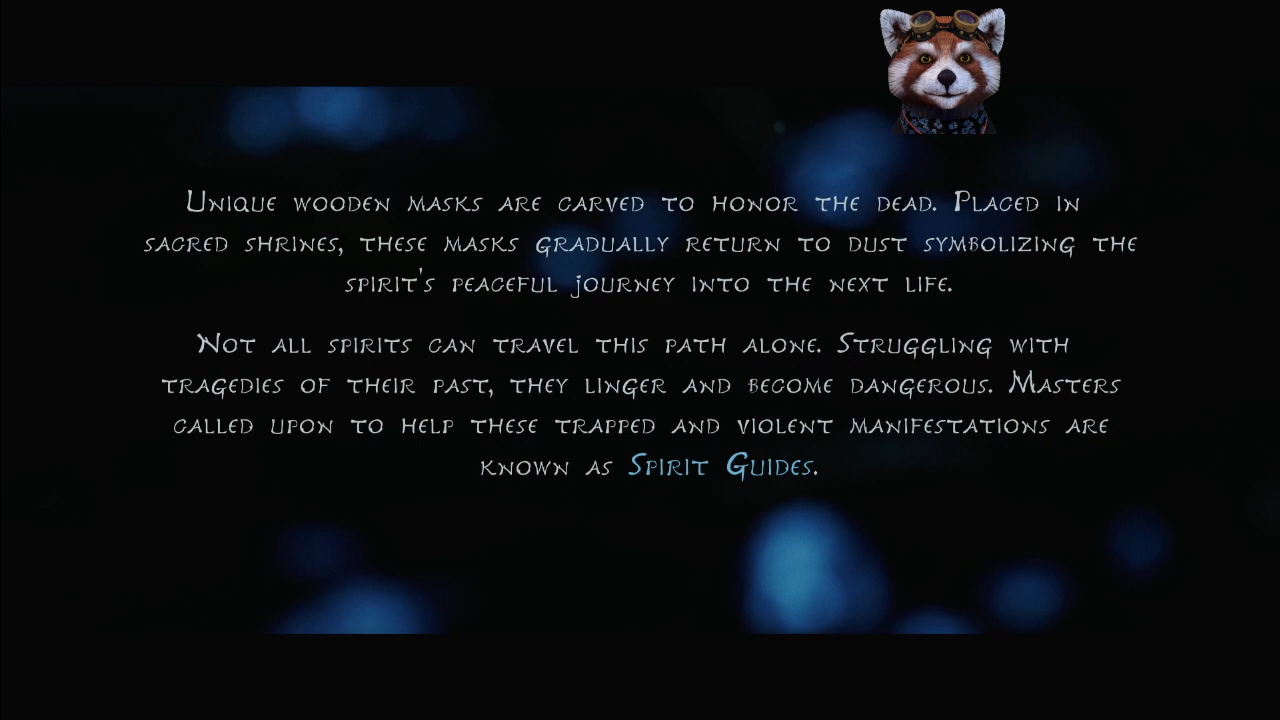 Unique wooden masks are carved to honor the dead. Placed in
sacred shrines, these masks gradually return to dust symbolizing the
spirit's peaceful journey into the next life.
Not all spirits can travel this path alone. Struggling with
tragedies of their past, they linger and become dangerous. Masters
called upon to help these trapped and violent manifestations are
known as Spirit Guides.